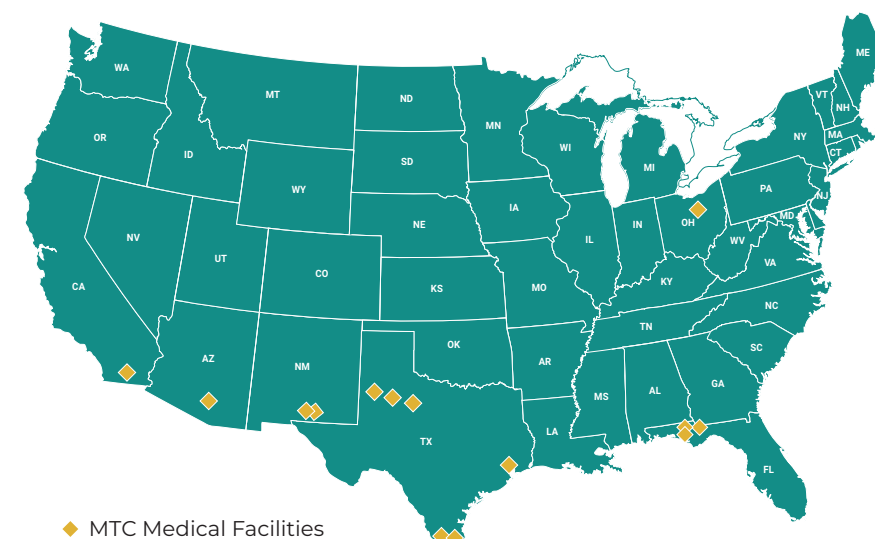 ME
WA
VT
MT
ND
NH
MN
MA
OR
NY
WI
CT
ID
SD
MI
WY
PA
NJ
IA
MD
NE
OH
IN
NV
IL
WV
UT
VA
CO
KY
CA
KS
MO
NC
TN
OK
SC
AZ
AR
NM
GA
AL
MS
LA
TX
FL
MTC Medical Facilities